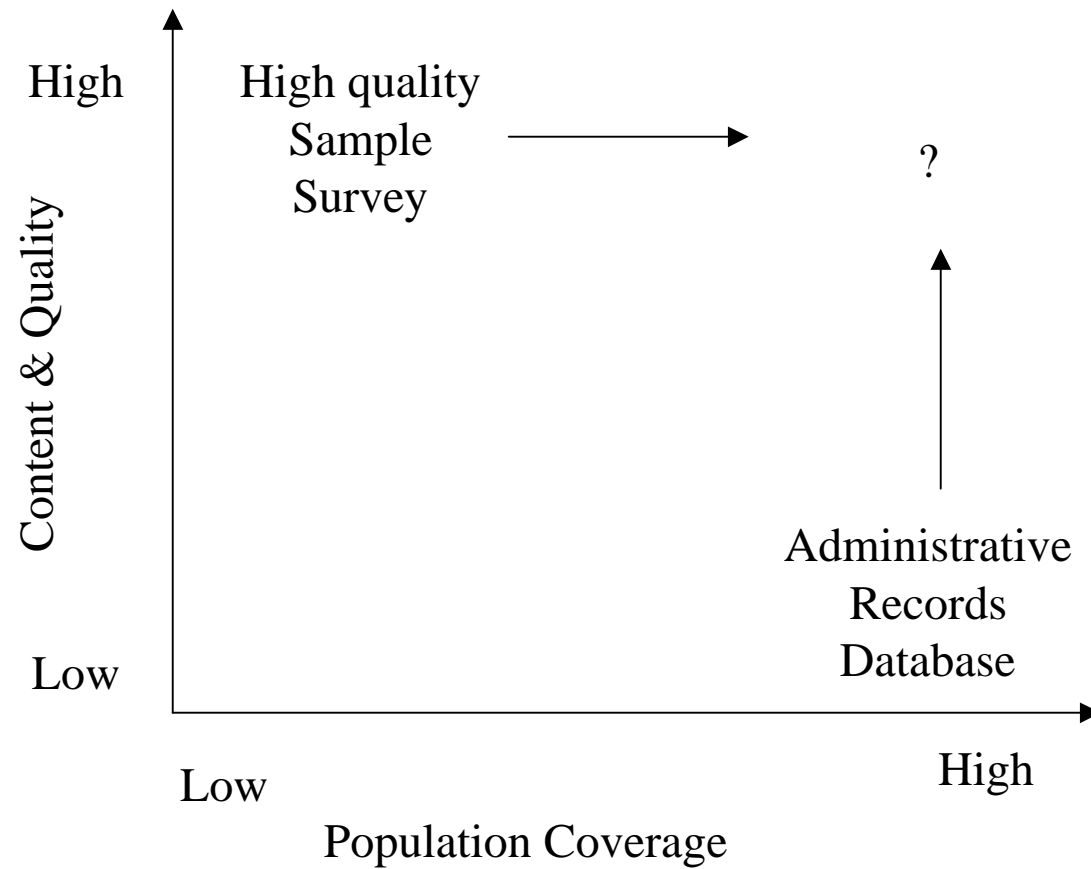 High
High quality
Sample
Survey
?
Content & Quality
Administrative
Records
Database
Low
Low
High
Population Coverage